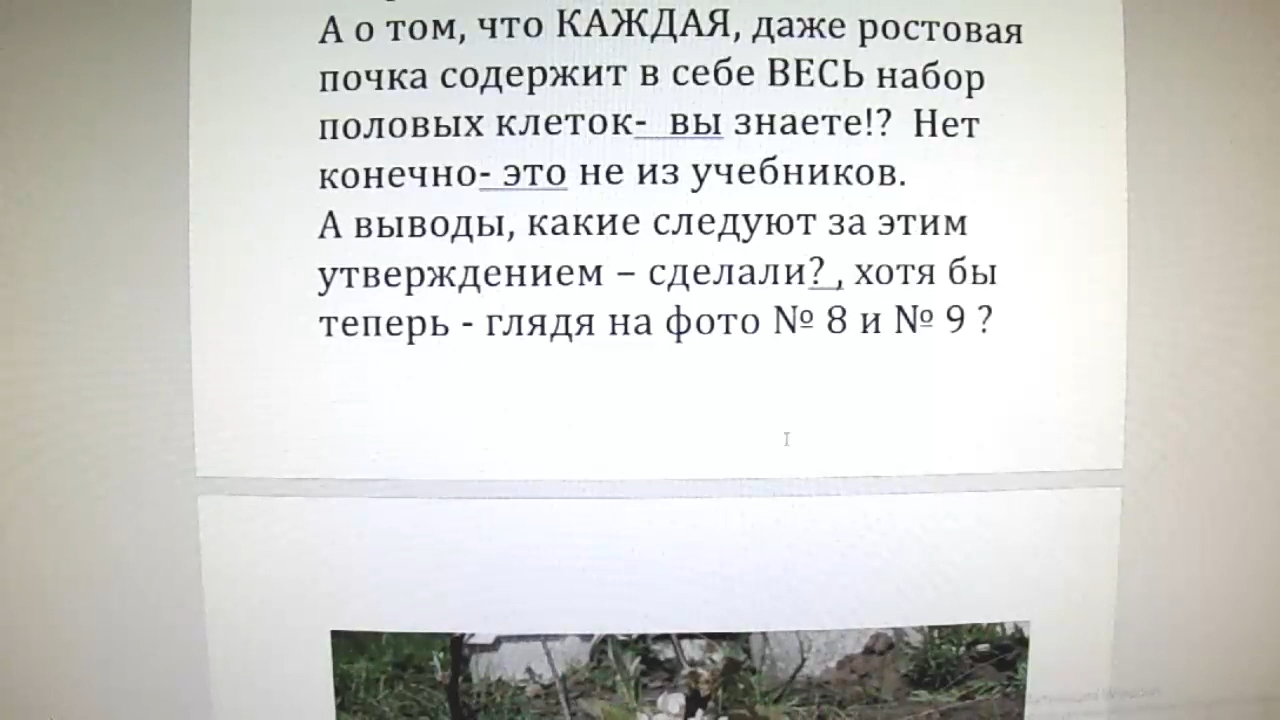 А о том, что КАЖДАЯ, даже ростовая
почка содержит в себе ВЕСЬ набор
половых клеток-  вы знаете!?  Нет
конечно- это не из учебников.
А выводы, какие следуют за этим
утверждением – сделали? , хотя бы
теперь - глядя на фото № 8 и № 9 ?